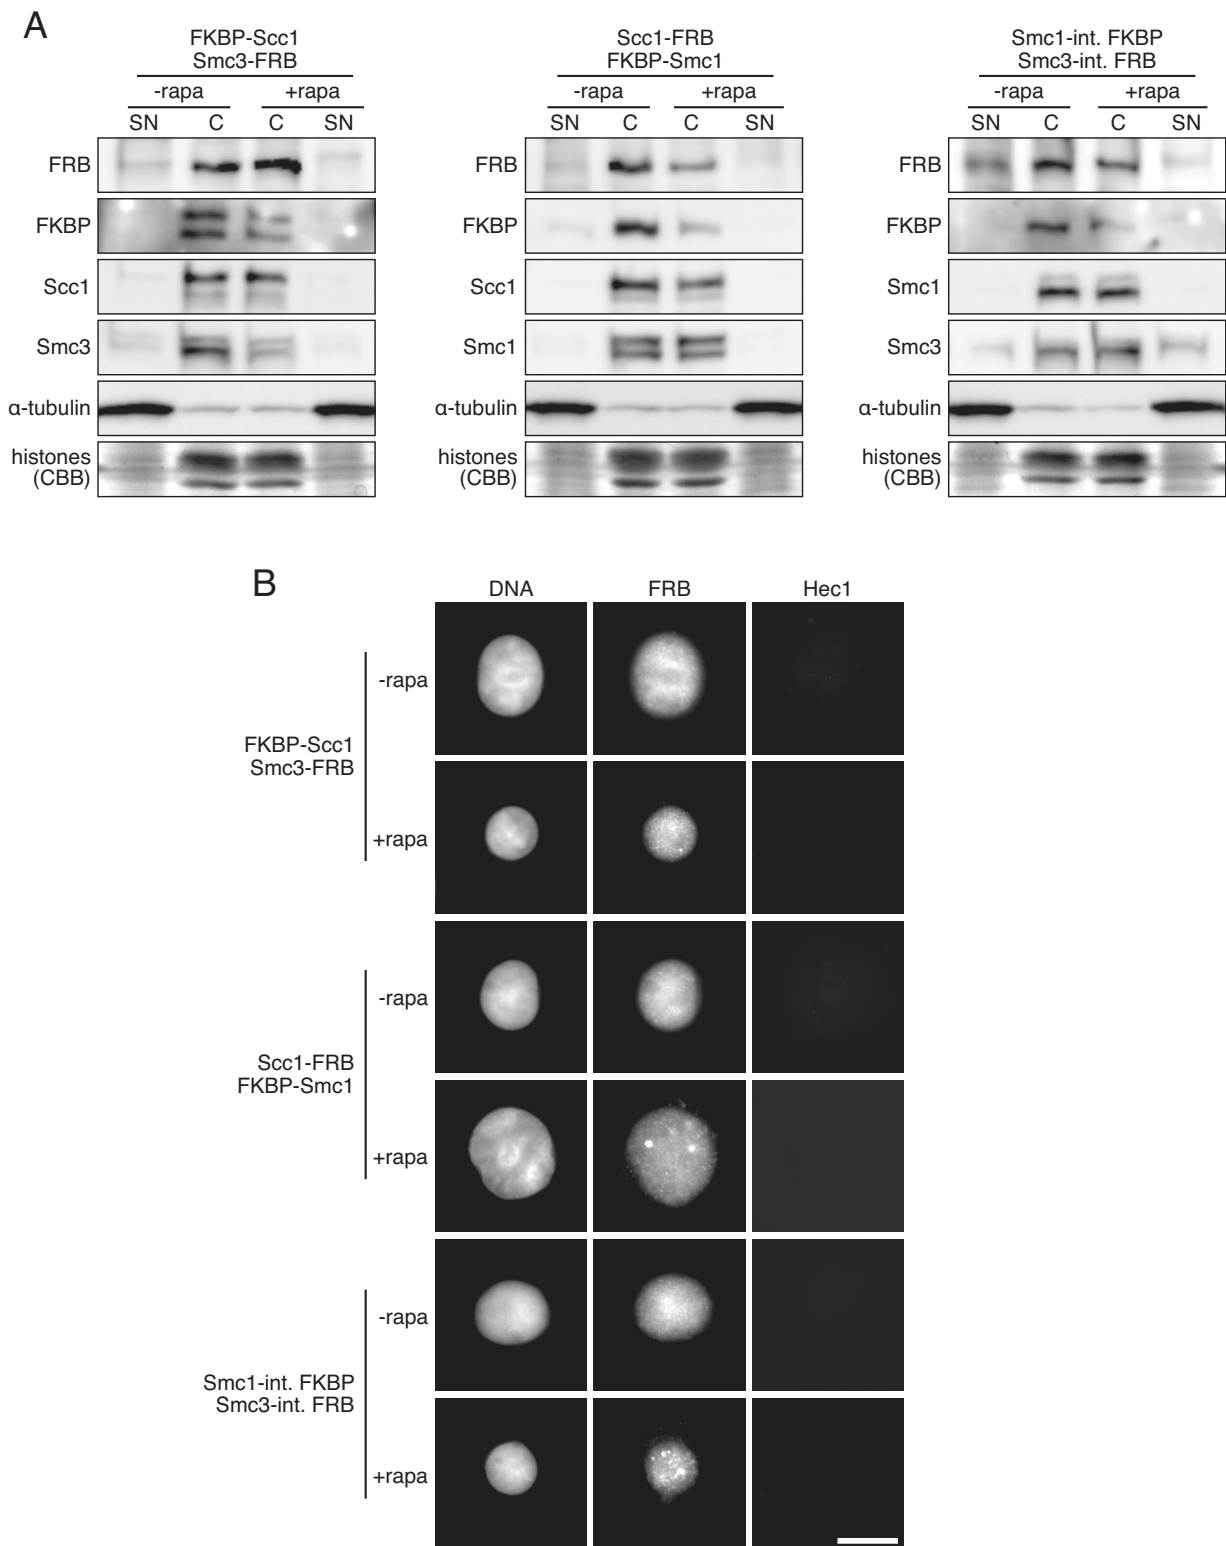 A
FKBP-Scc1
Smc3-FRB
-rapa +rapa
SN C C SN
FRB
FKBP
Scc1
Smc3
α-tubulin
histones
(CBB)
Scc1-FRB
FKBP-Smc1
-rapa +rapa
SN C C SN
FRB
FKBP
Scc1
Smc1
α-tubulin
histones
(CBB)
Smc1-int. FKBP
Smc3-int. FRB
-rapa +rapa
SN C C SN
FRB
FKBP
Smc1
Smc3
α-tubulin
histones
(CBB)
B
DNA FRB Hec1
FKBP-Scc1
Smc3-FRB
-rapa
+rapa
Scc1-FRB
FKBP-Smc1
-rapa
+rapa
Smc1-int. FKBP
Smc3-int. FRB
-rapa
+rapa